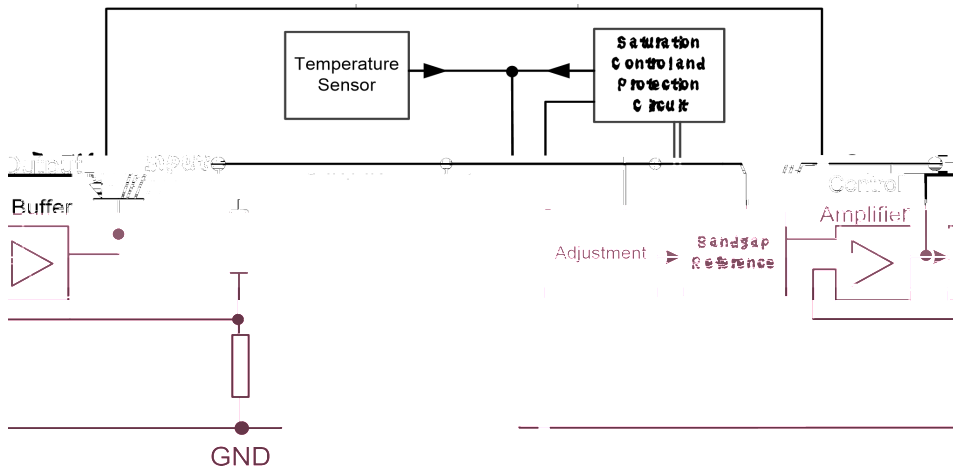 Temperature
Sensor
Saturation
Control and
Protection
Circuit
Control
Buffer
Amplifier
Adjustment
Bandgap
Reference
GND